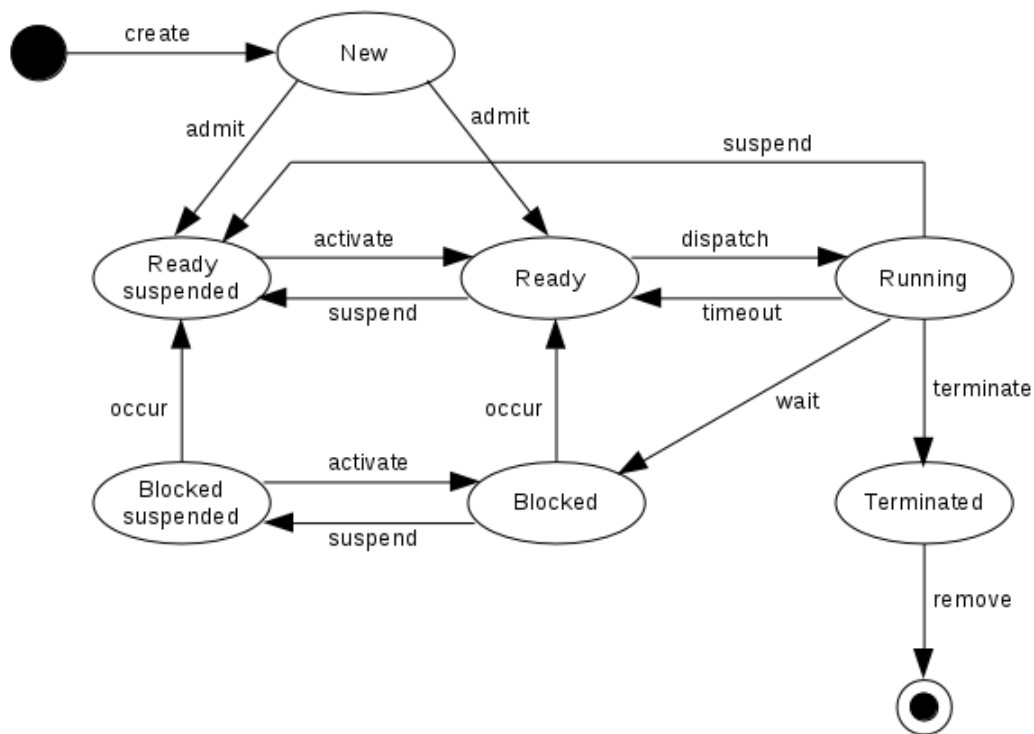 create
New
admit
admit
suspend
Ready
suspended
activate
suspend
Ready
dispatch
timeout
Running
occur
occur
wait
terminate
Blocked
suspended
activate
suspend
Blocked
Terminated
remove